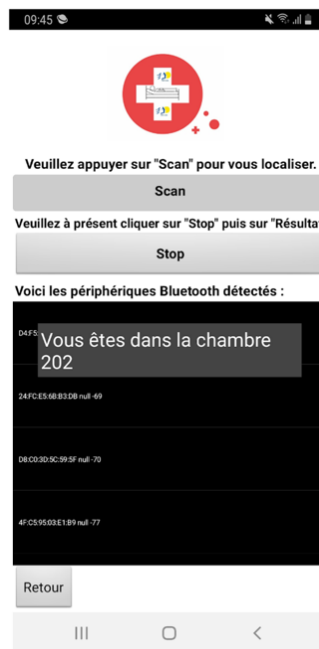 09:45
Veuillez appuyer sur "Scan" pour vous localiser.
Scan
Veuillez à présent cliquer sur "Stop" puis sur "Résulta
Stop
Voici les périphériques Bluetooth détectés :
D4:F5:
Vous êtes dans la chambre
202
24:FC:E5:6B:B3:DB null -69
D8:C0:3D:5C:59:5F null -70
4F:C5:95:03:E1:B9 null -77
Retour